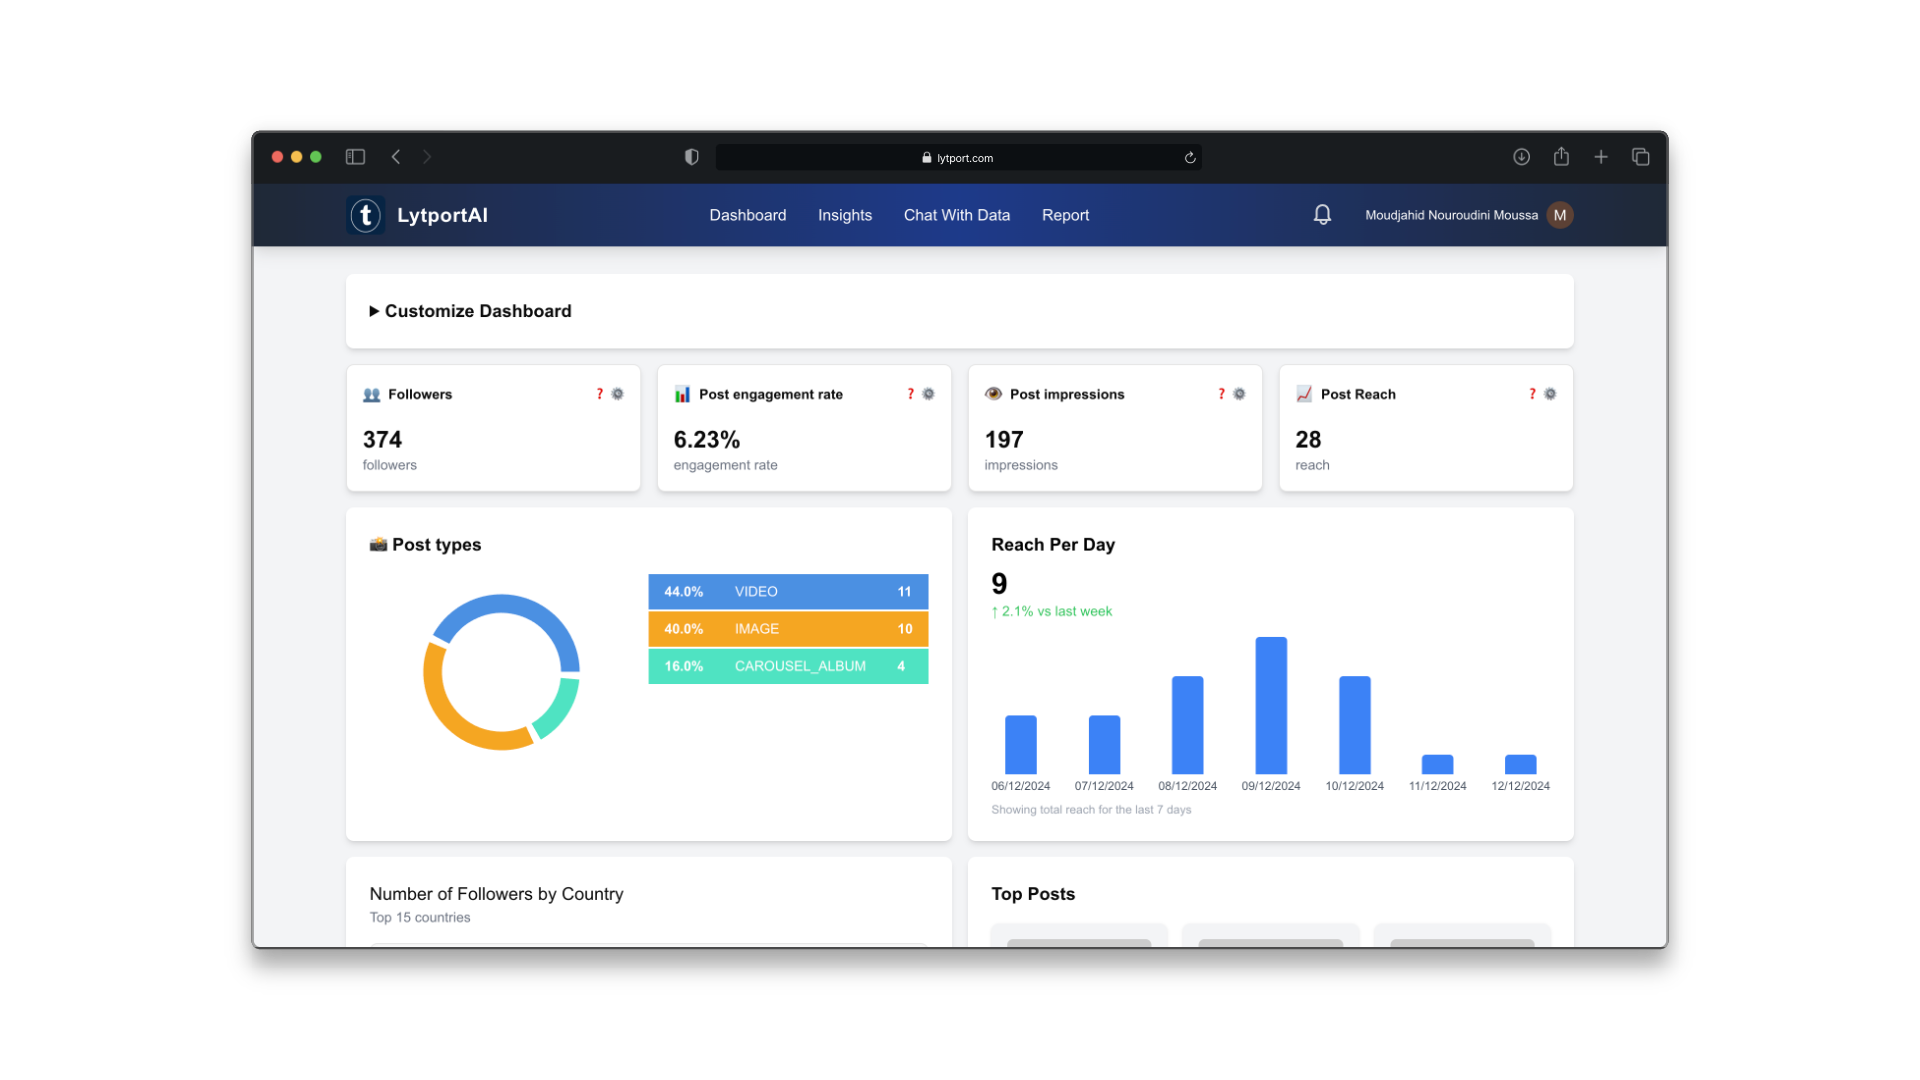 lytport.com
t LytportAI
Dashboard Insights Chat With Data Report
Moudjahid Nouroudini Moussa M
Customize Dashboard
Followers ?
374
followers
Post engagement rate ?
6.23%
engagement rate
Post impressions ?
197
impressions
Post Reach ?
28
reach
Post types
44.0% VIDEO 11
40.0% IMAGE 10
16.0% CAROUSEL_ALBUM 4
Reach Per Day
9
↑ 2.1% vs last week
06/12/2024 07/12/2024 08/12/2024 09/12/2024 10/12/2024 11/12/2024 12/12/2024
Showing total reach for the last 7 days
Number of Followers by Country
Top 15 countries
Top Posts